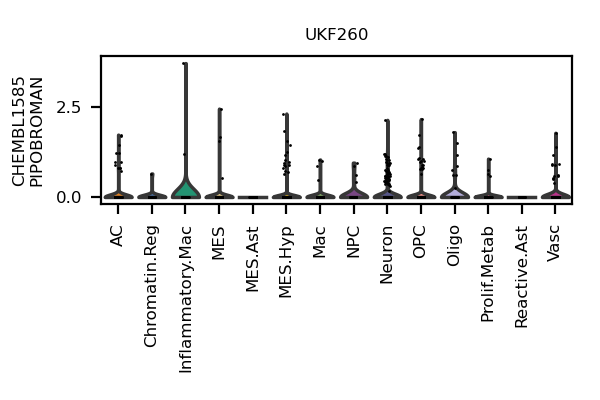 UKF260
CHEMBL1585
PIPOBROMAN
2.5
0.0
AC
Chromatin.Reg
Inflammatory.Mac
MES
MES.Ast
MES.Hyp
Mac
NPC
Neuron
OPC
Oligo
Prolif.Metab
Reactive.Ast
Vasc